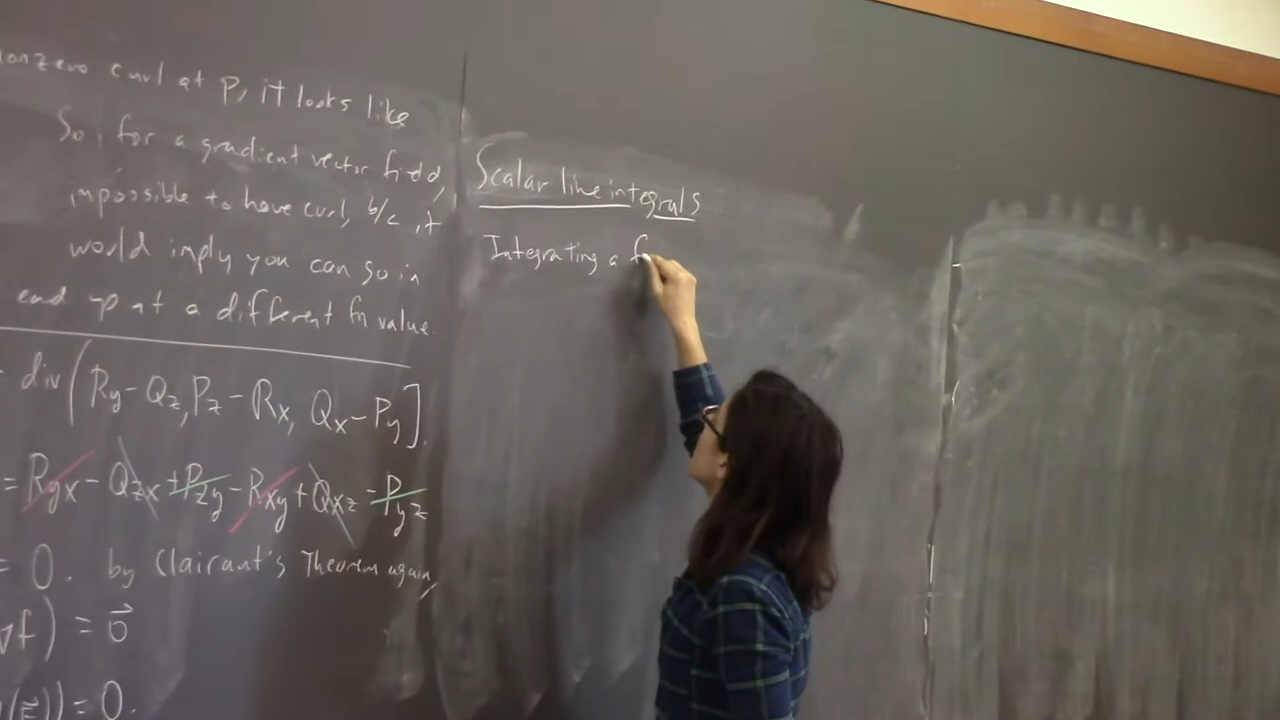 nonzero curl at P, it looks like
So, for a gradient vector field,
impossible to have curl, b/c it
would imply you can go in
end up at a different fn value
div(Ry-Qz, Pz-Rx, Qx-Py].
= Ryx - Qzx + Pzy - Rxy + Qxz - Pyz
= 0. by Clairant's Theorem again,
∇f) = 0⃗
(F⃗)) = 0.
Scalar line integrals
Integrating a f